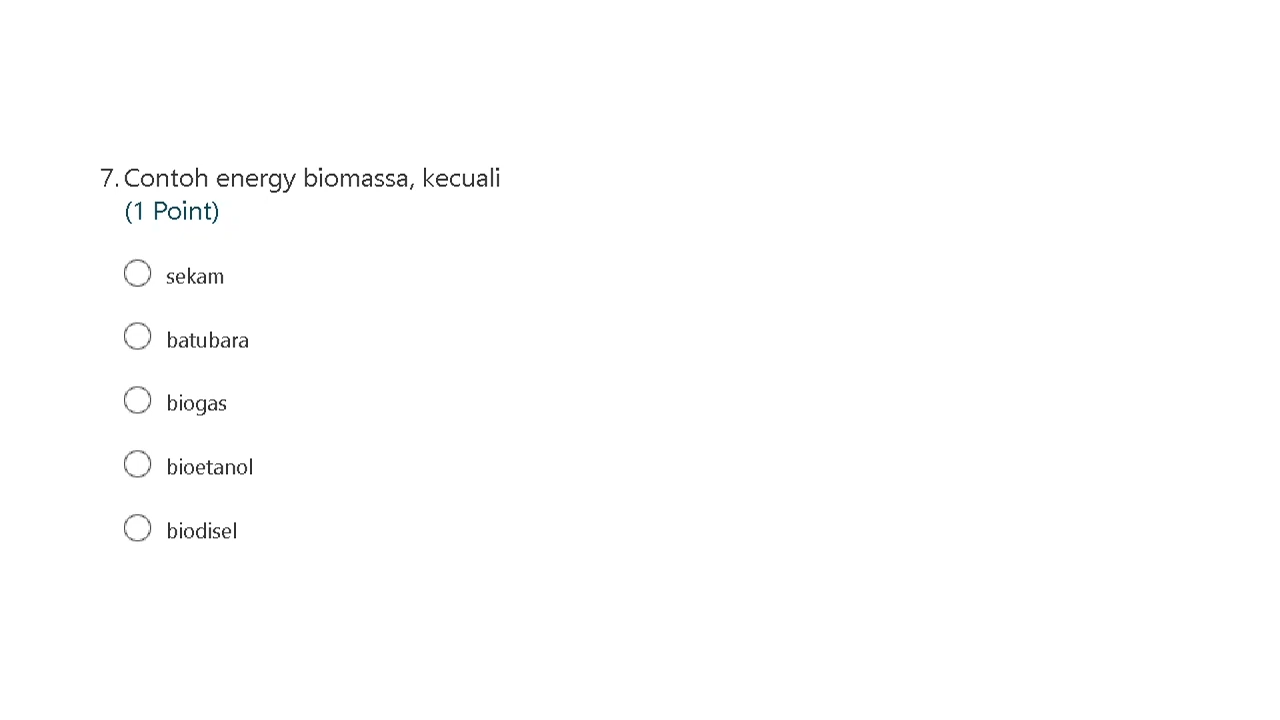 7. Contoh energy biomassa, kecuali
(1 Point)
sekam
batubara
biogas
bioetanol
biodisel